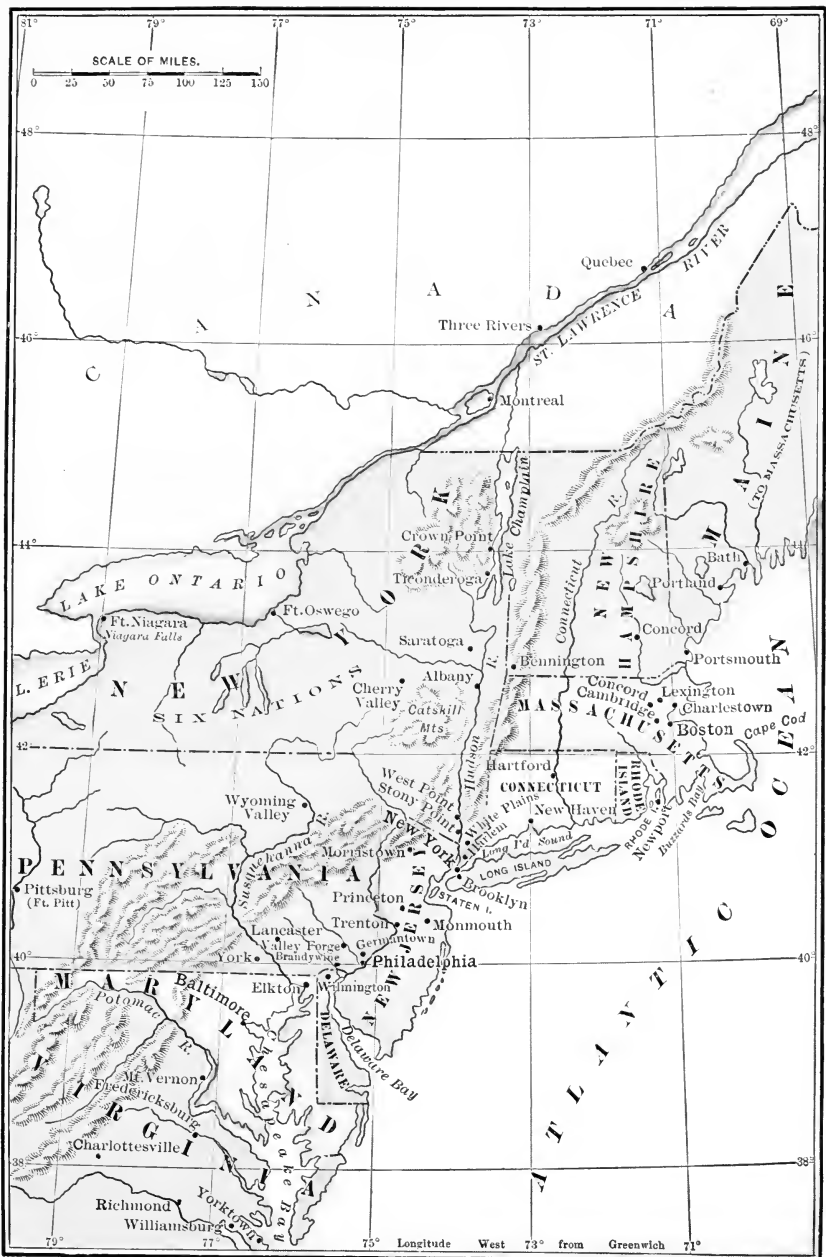 81° 79° 75° 73° 71° 69°
SCALE OF MILES.
0 25 50 75 100 125 150
48° 48°
Quebec
ST. LAWRENCE RIVER
CANADA
Three Rivers
46°
Montreal
MAINE
(TO MASSACHUSETTS)
Lake Champlain
Crown Point
Ticonderoga
44° 44°
LAKE ONTARIO
Ft. Niagara
Niagara Falls
Ft. Oswego
L. ERIE
NEW YORK
SIX NATIONS
Saratoga
Albany
Cherry
Valley
Catskill
Mts.
Hudson R.
Connecticut R.
NEW HAMPSHIRE
Bath
Portland
Concord
Portsmouth
Bennington
Concord
Lexington
Cambridge
Charlestown
Boston
MASSACHUSETTS
Cape Cod
42° 42°
Hartford
CONNECTICUT
RHODE
ISLAND
New Haven
RHODE I.
Newport
Buzzards Bay
West Point
Stony Point
White Plains
Harlem
New York
Long I'd Sound
LONG ISLAND
Brooklyn
STATEN I.
Wyoming
Valley
Susquehanna R.
Morristown
PENNSYLVANIA
Pittsburg
(Ft. Pitt)
Princeton
Trenton
Monmouth
NEW JERSEY
Lancaster
Valley Forge
Germantown
York
Brandywine
Philadelphia
40° 40°
Elkton
Wilmington
MARYLAND
Baltimore
Potomac R.
DELAWARE
Delaware Bay
Chesapeake Bay
Mt. Vernon
Fredericksburg
VIRGINIA
Charlottesville
38° 38°
Richmond
Williamsburg
Yorktown
ATLANTIC OCEAN
79° 77° 75° Longitude West 73° from Greenwich 71°